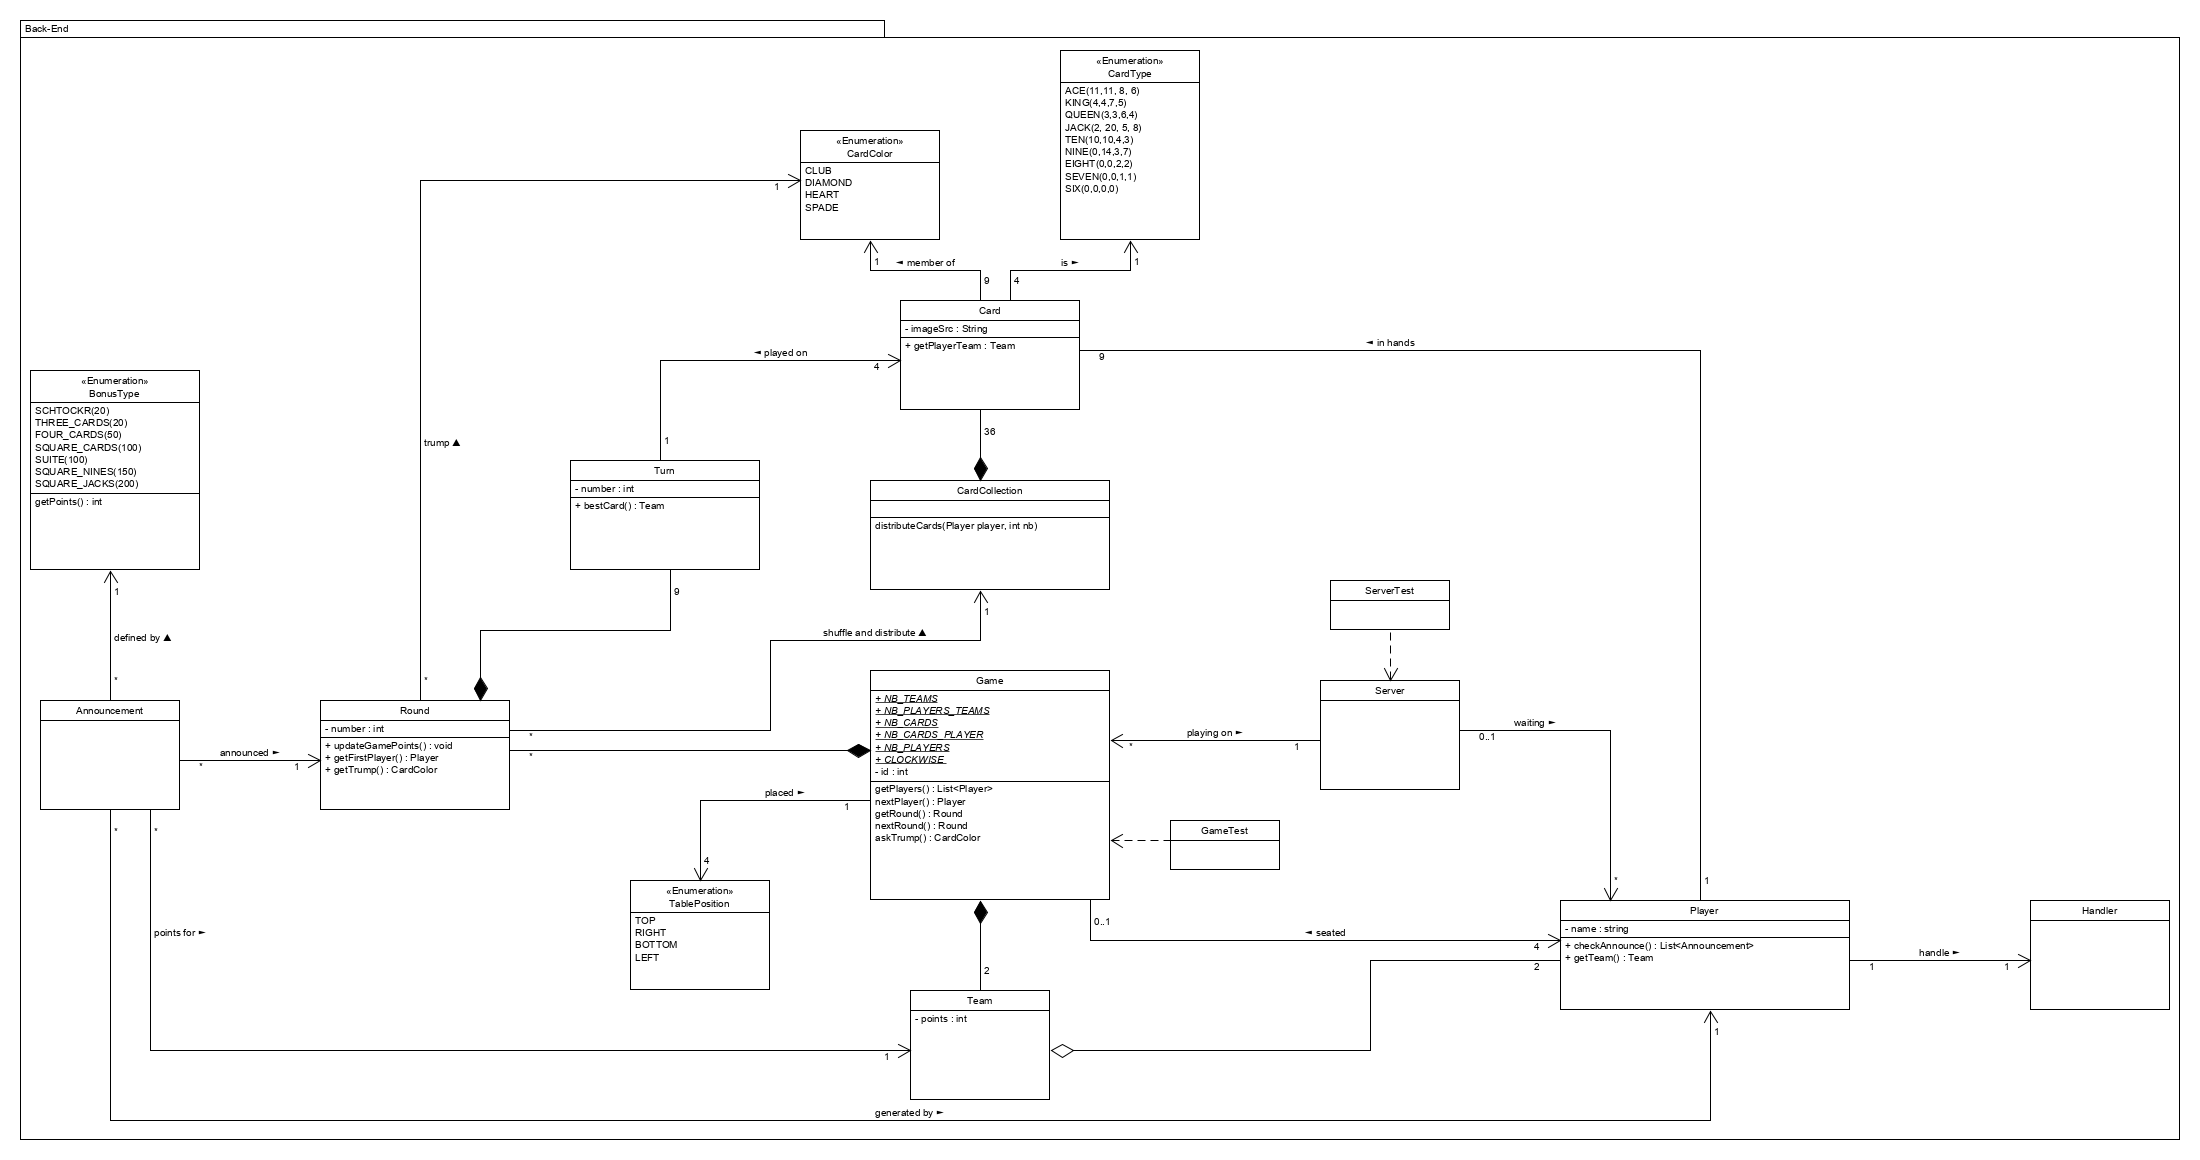 Back-End
«Enumeration»
CardType
ACE(11,11, 8, 6)
KING(4,4,7,5)
QUEEN(3,3,6,4)
JACK(2, 20, 5, 8)
TEN(10,10,4,3)
NINE(0,14,3,7)
EIGHT(0,0,2,2)
SEVEN(0,0,1,1)
SIX(0,0,0,0)
«Enumeration»
CardColor
CLUB
DIAMOND
HEART
SPADE
1
1
◄ member of
is ►
1
9
4
Card
- imageSrc : String
+ getPlayerTeam : Team
◄ played on
4
◄ in hands
9
«Enumeration»
BonusType
SCHTOCKR(20)
THREE_CARDS(20)
FOUR_CARDS(50)
SQUARE_CARDS(100)
SUITE(100)
SQUARE_NINES(150)
SQUARE_JACKS(200)
getPoints() : int
trump ▲
1
36
Turn
- number : int
+ bestCard() : Team
CardCollection
distributeCards(Player player, int nb)
1
9
1
ServerTest
defined by ▲
shuffle and distribute ▲
*
*
Announcement
announced ►
*
1
Round
- number : int
+ updateGamePoints() : void
+ getFirstPlayer() : Player
+ getTrump() : CardColor
*
*
Game
+ NB_TEAMS
+ NB_PLAYERS_TEAMS
+ NB_CARDS
+ NB_CARDS_PLAYER
+ NB_PLAYERS
+ CLOCKWISE
- id : int
getPlayers() : List<Player>
nextPlayer() : Player
getRound() : Round
nextRound() : Round
askTrump() : CardColor
playing on ►
*
1
Server
waiting ►
0..1
placed ►
1
4
GameTest
*
*
«Enumeration»
TablePosition
TOP
RIGHT
BOTTOM
LEFT
*
1
points for ►
0..1
◄ seated
4
2
Player
- name : string
+ checkAnnounce() : List<Announcement>
+ getTeam() : Team
handle ►
1
1
Handler
2
Team
- points : int
1
1
generated by ►